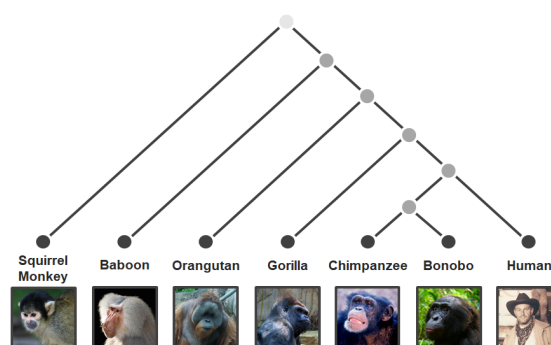 Squirrel
Monkey
Baboon
Orangutan
Gorilla
Chimpanzee
Bonobo
Human